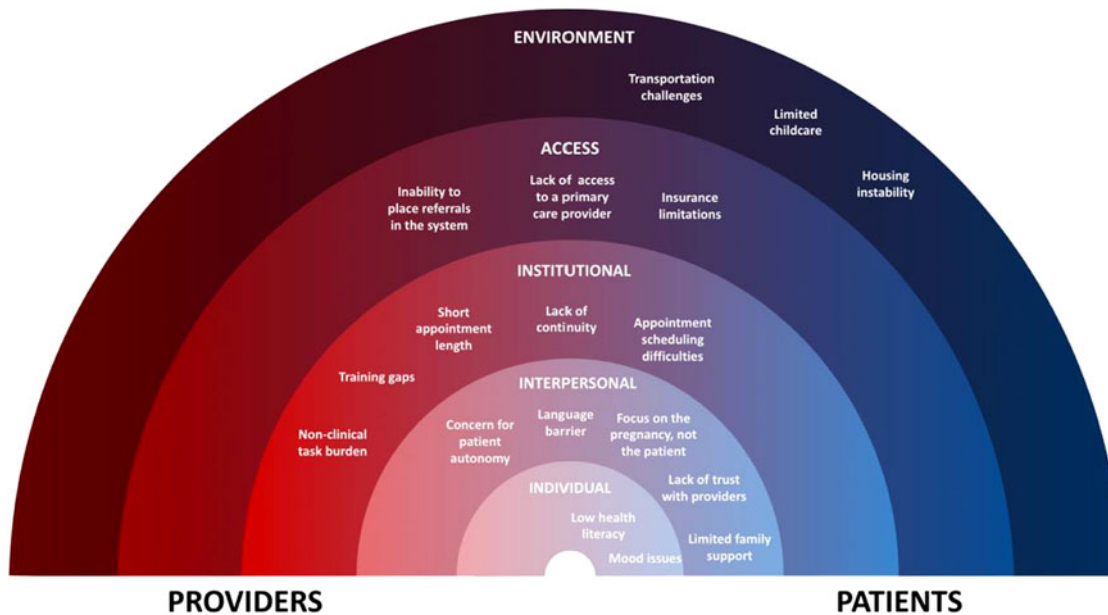 ENVIRONMENT
Transportation
challenges
Limited
childcare
Housing
instability
ACCESS
Inability to
place referrals
in the system
Lack of access
to a primary
care provider
Insurance
limitations
INSTITUTIONAL
Short
appointment
length
Lack of
continuity
Appointment
scheduling
difficulties
Training gaps
Non-clinical
task burden
INTERPERSONAL
Concern for
patient
autonomy
Language
barrier
Focus on the
pregnancy, not
the patient
Lack of trust
with providers
Limited family
support
INDIVIDUAL
Low health
literacy
Mood issues
PROVIDERS
PATIENTS